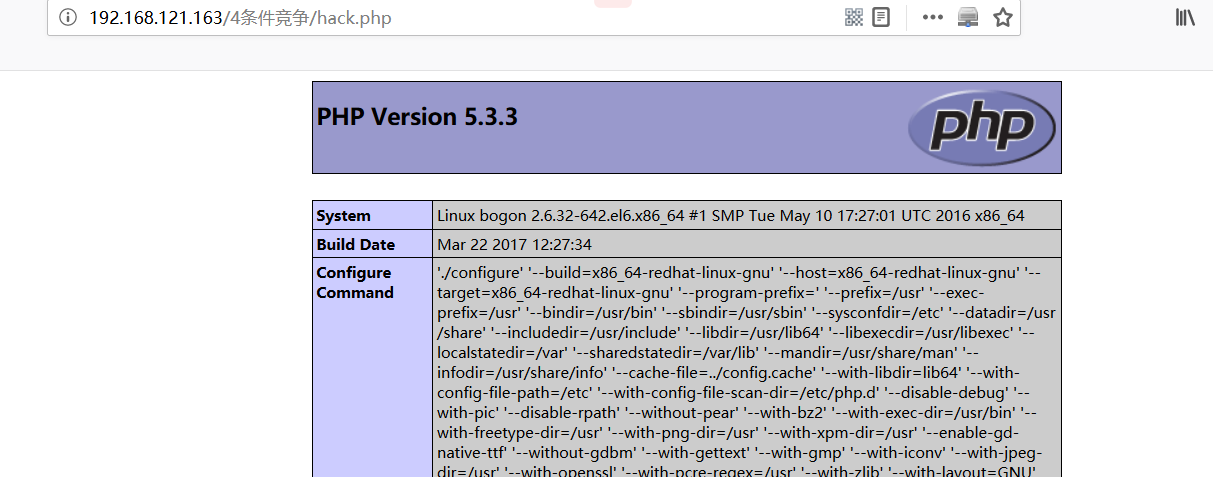 192.168.121.163/4条件竞争/hack.php
PHP Version 5.3.3
php
System
Linux bogon 2.6.32-642.el6.x86_64 #1 SMP Tue May 10 17:27:01 UTC 2016 x86_64
Build Date
Mar 22 2017 12:27:34
Configure
Command
'./configure' '--build=x86_64-redhat-linux-gnu' '--host=x86_64-redhat-linux-gnu' '--
target=x86_64-redhat-linux-gnu' '--program-prefix=' '--prefix=/usr' '--exec-
prefix=/usr' '--bindir=/usr/bin' '--sbindir=/usr/sbin' '--sysconfdir=/etc' '--datadir=/usr
/share' '--includedir=/usr/include' '--libdir=/usr/lib64' '--libexecdir=/usr/libexec' '--
localstatedir=/var' '--sharedstatedir=/var/lib' '--mandir=/usr/share/man' '--
infodir=/usr/share/info' '--cache-file=../config.cache' '--with-libdir=lib64' '--with-
config-file-path=/etc' '--with-config-file-scan-dir=/etc/php.d' '--disable-debug' '--
with-pic' '--disable-rpath' '--without-pear' '--with-bz2' '--with-exec-dir=/usr/bin' '--
with-freetype-dir=/usr' '--with-png-dir=/usr' '--with-xpm-dir=/usr' '--enable-gd-
native-ttf' '--without-gdbm' '--with-gettext' '--with-gmp' '--with-iconv' '--with-jpeg-
dir=/usr' '--with-openssl' '--with-pcre-regex=/usr' '--with-zlib' '--with-layout=GNU'